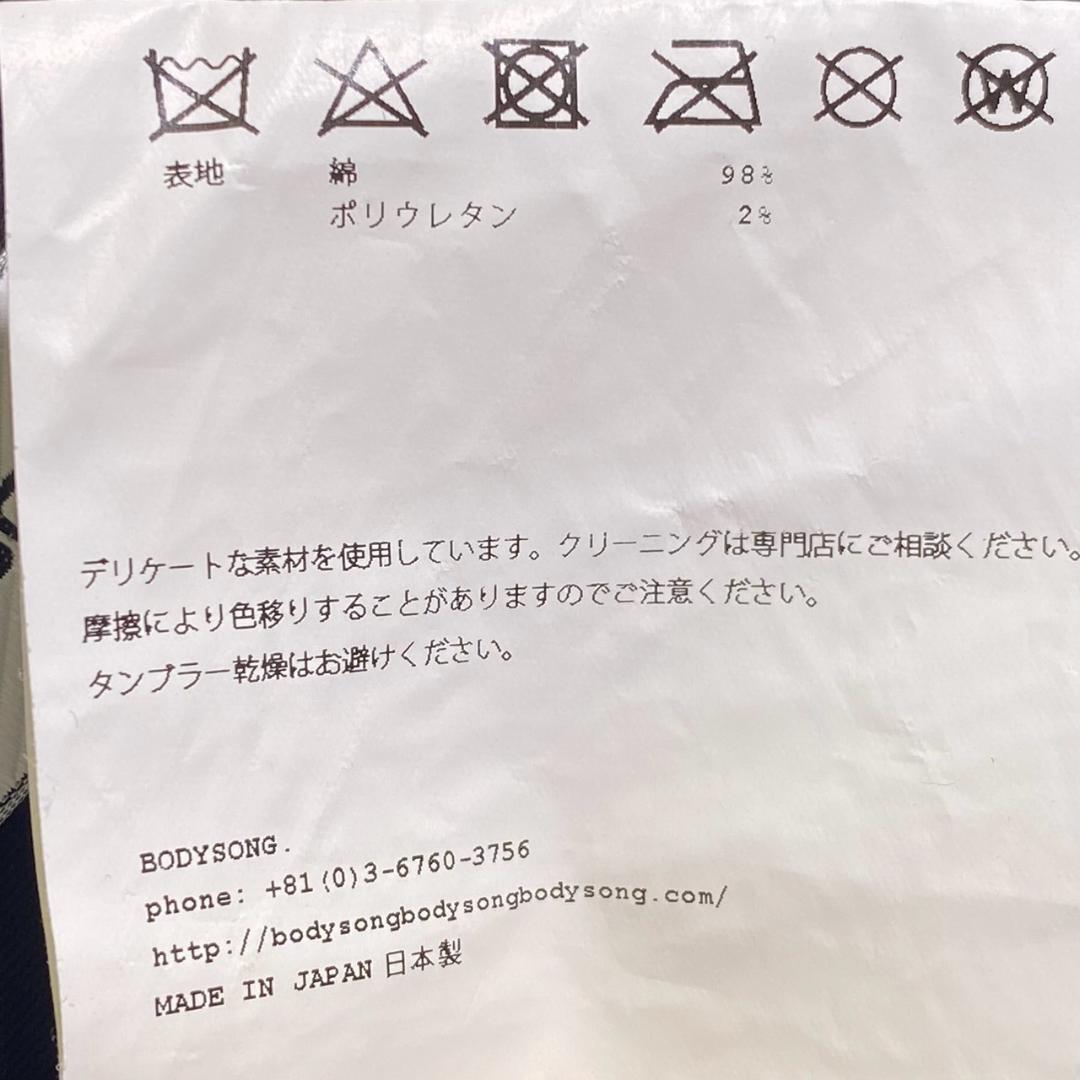 W
表地 綿 98%
ポリウレタン 2%
デリケートな素材を使用しています。クリーニングは専門店にご相談ください。
摩擦により色移りすることがありますのでご注意ください。
タンブラー乾燥はお避けください。
BODYSONG.
phone: +81(0)3-6760-3756
http://bodysongbodysongbodysong.com/
MADE IN JAPAN 日本製